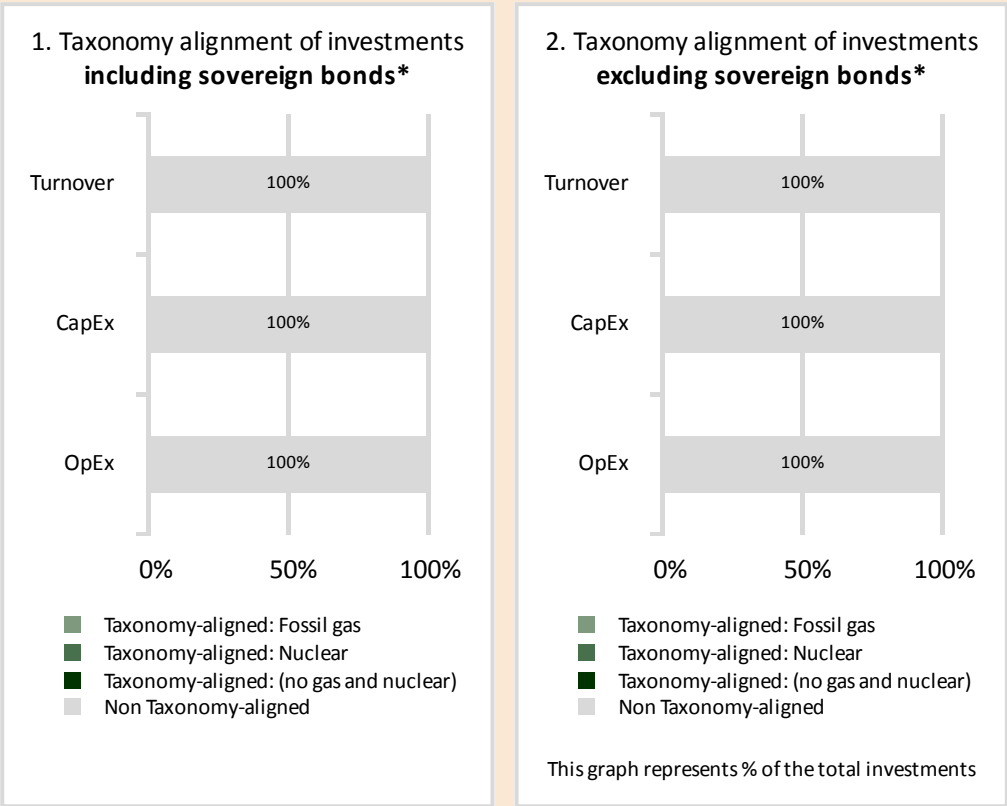 1. Taxonomy alignment of investments
including sovereign bonds*
Turnover
100%
CapEx
100%
OpEx
100%
0% 50% 100%
Taxonomy-aligned: Fossil gas
Taxonomy-aligned: Nuclear
Taxonomy-aligned: (no gas and nuclear)
Non Taxonomy-aligned
2. Taxonomy alignment of investments
excluding sovereign bonds*
Turnover
100%
CapEx
100%
OpEx
100%
0% 50% 100%
Taxonomy-aligned: Fossil gas
Taxonomy-aligned: Nuclear
Taxonomy-aligned: (no gas and nuclear)
Non Taxonomy-aligned
This graph represents % of the total investments